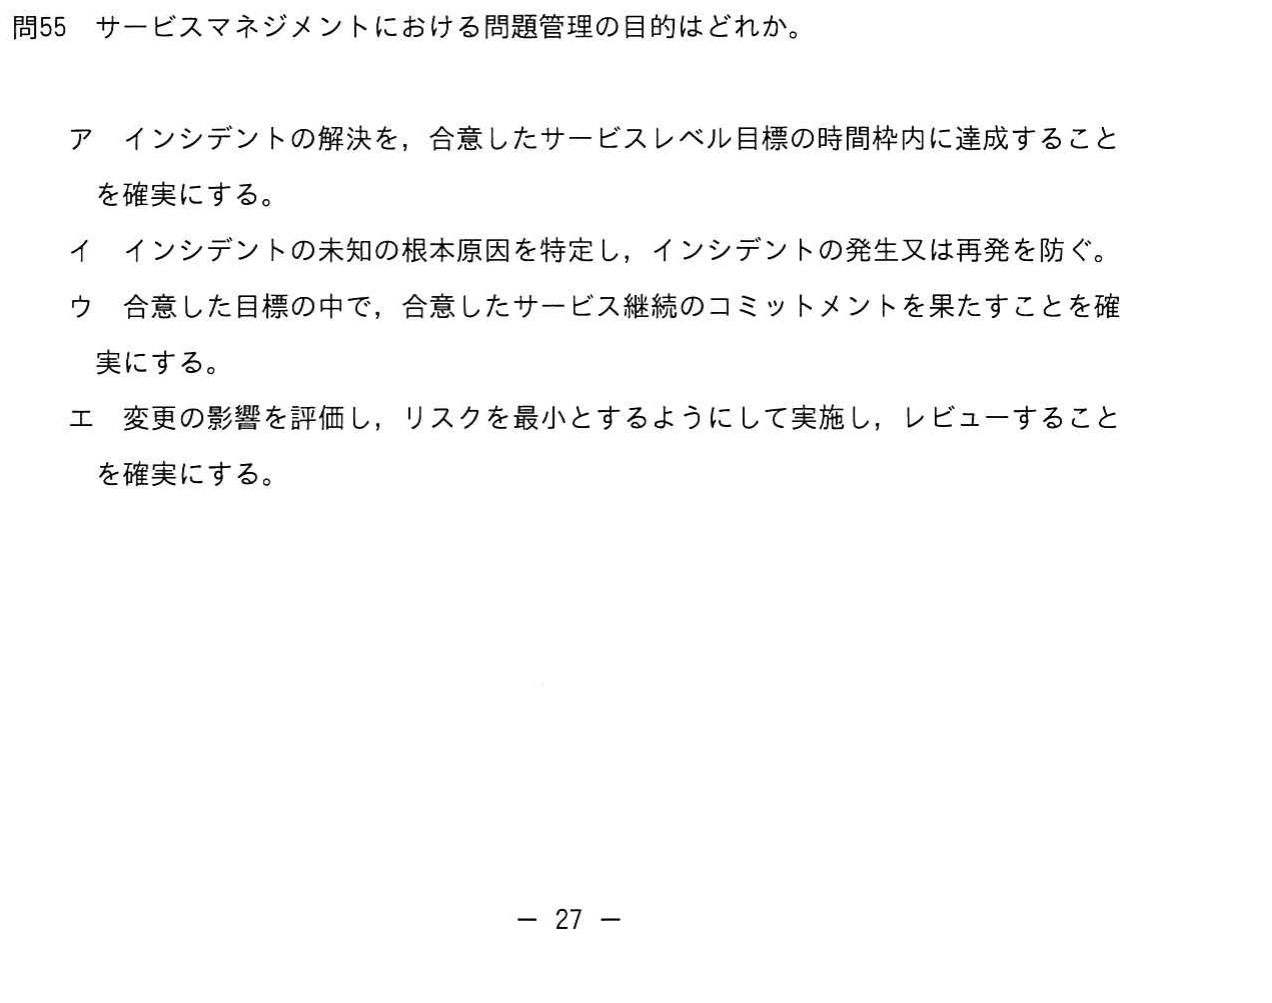 問55　サービスマネジメントにおける問題管理の目的はどれか。
ア　インシデントの解決を，合意したサービスレベル目標の時間枠内に達成すること
を確実にする。
イ　インシデントの未知の根本原因を特定し，インシデントの発生又は再発を防ぐ。
ウ　合意した目標の中で，合意したサービス継続のコミットメントを果たすことを確
実にする。
エ　変更の影響を評価し，リスクを最小とするようにして実施し，レビューすること
を確実にする。
－ 27 －